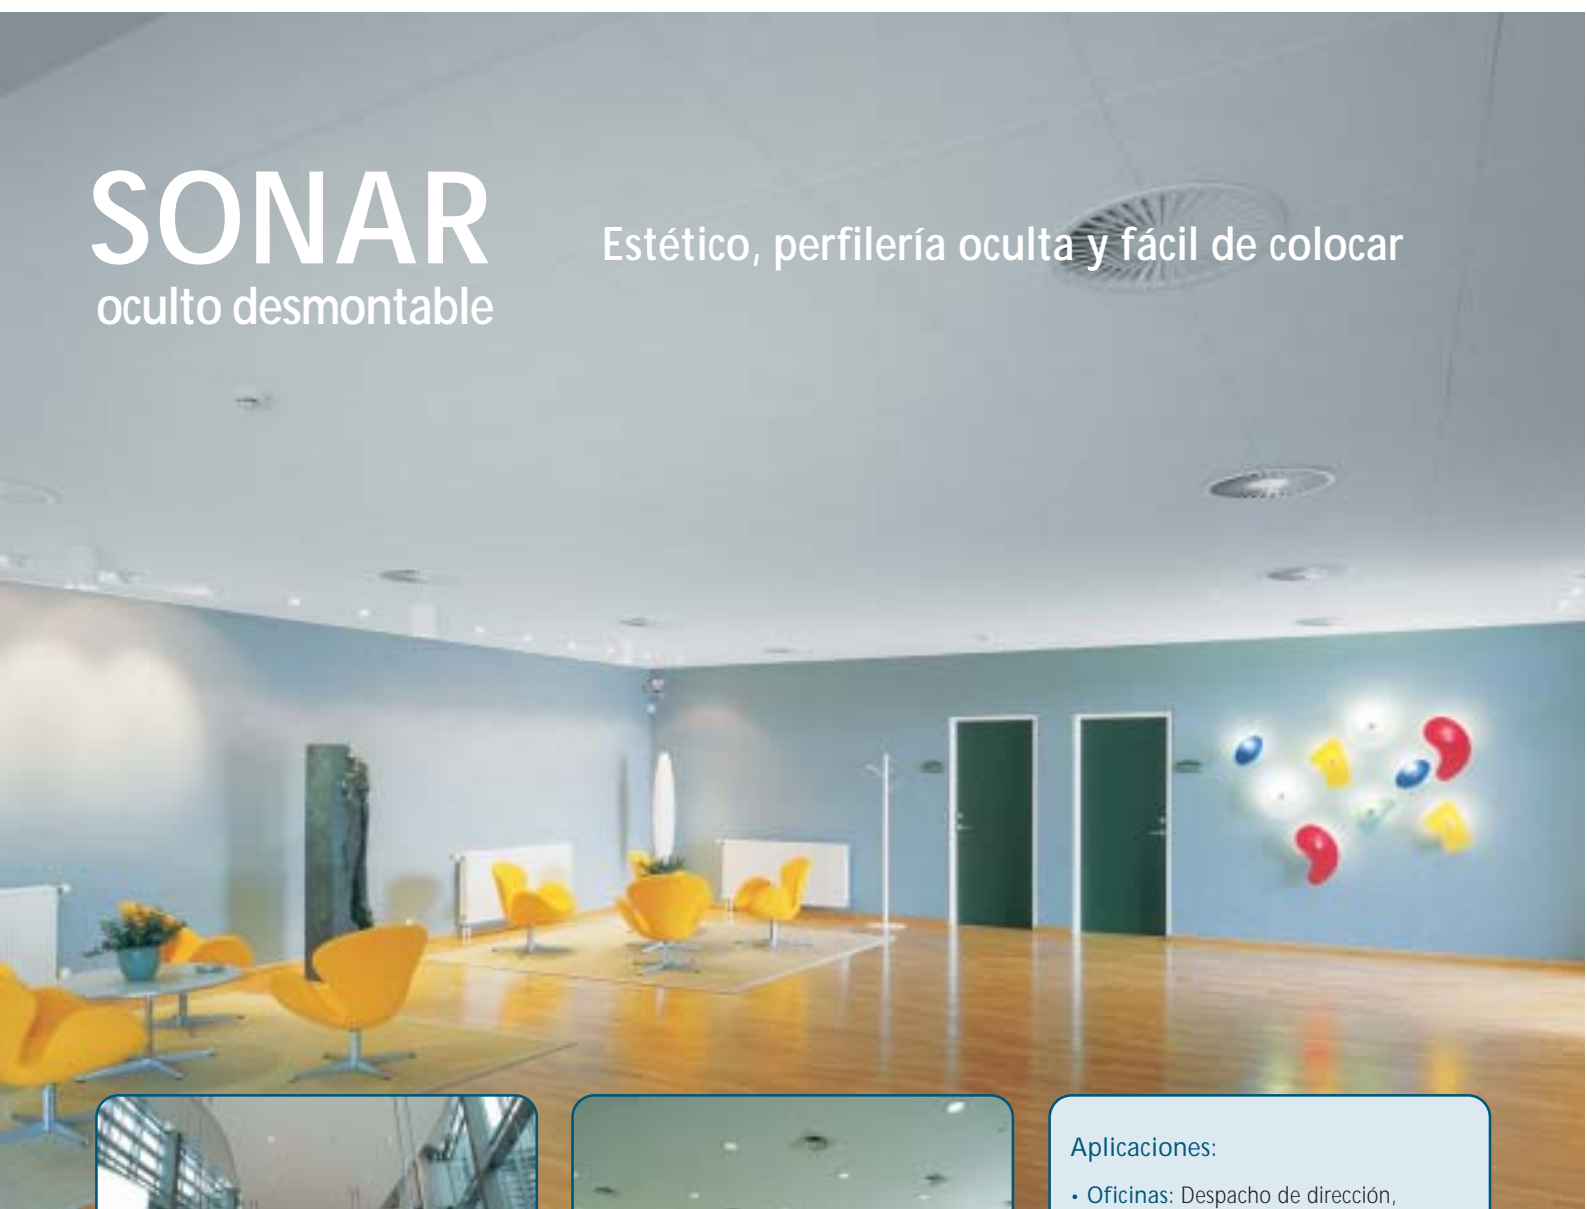 SONAR
oculto desmontable
Estético, perfilería oculta y fácil de colocar
Aplicaciones:
• Oficinas: Despacho de dirección,